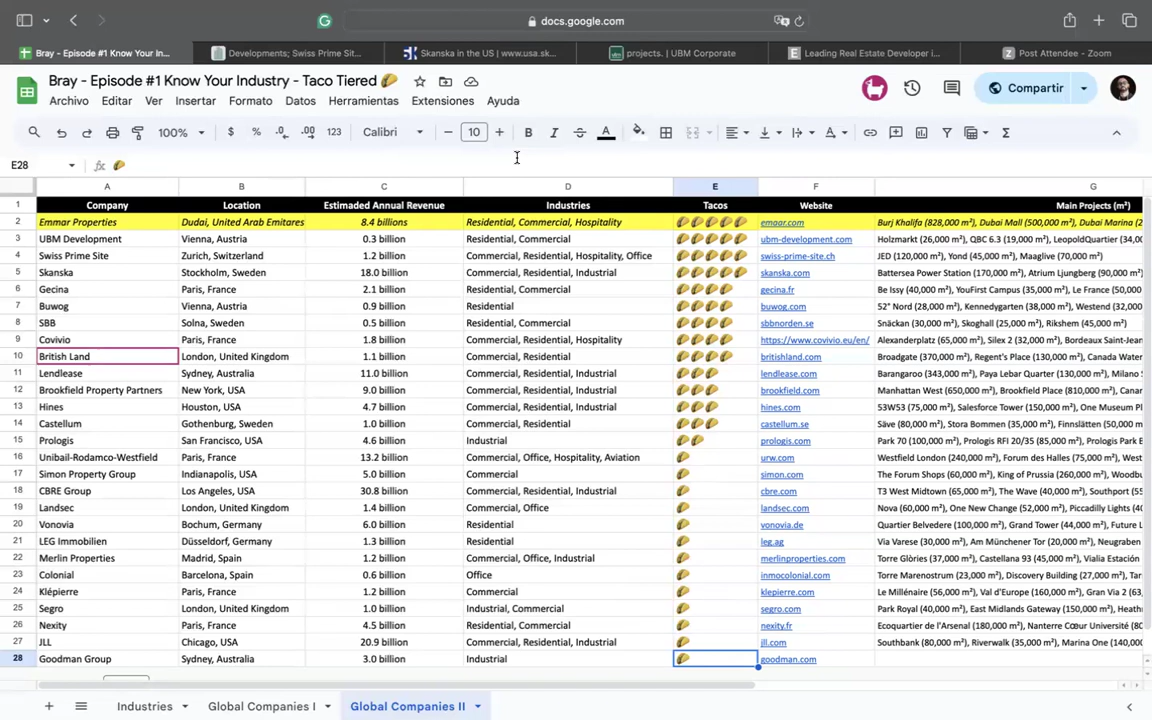 docs.google.com
Bray - Episode #1 Know Your In...
Developments; Swiss Prime Sit...
Skanska in the US | www.usa.sk...
projects. | UBM Corporate
Leading Real Estate Developer i...
Post Attendee - Zoom
Bray - Episode #1 Know Your Industry - Taco Tiered 🌮
Archivo Editar Ver Insertar Formato Datos Herramientas Extensiones Ayuda
Compartir
100% $ % .0 .00 123 Calibri 10 B I A
E28 fx 🌮
A B C D E F G
1 Company Location Estimaded Annual Revenue Industries Tacos Website Main Projects (m²)
2 Emmar Properties Dudai, United Arab Emitares 8.4 billions Residential, Commercial, Hospitality 🌮🌮🌮🌮🌮 emaar.com Burj Khalifa (828,000 m²), Dubai Mall (500,000 m²), Dubai Marina (2
3 UBM Development Vienna, Austria 0.3 billion Residential, Commercial 🌮🌮🌮🌮🌮 ubm-development.com Holzmarkt (26,000 m²), QBC 6.3 (19,000 m²), LeopoldQuartier (34,00
4 Swiss Prime Site Zurich, Switzerland 1.2 billion Commercial, Residential, Hospitality, Office 🌮🌮🌮🌮🌮 swiss-prime-site.ch JED (120,000 m²), Yond (45,000 m²), Maaglive (70,000 m²)
5 Skanska Stockholm, Sweden 18.0 billion Commercial, Residential, Industrial 🌮🌮🌮🌮🌮 skanska.com Battersea Power Station (170,000 m²), Atrium Ljungberg (90,000 m²)
6 Gecina Paris, France 2.1 billion Residential, Commercial 🌮🌮🌮🌮 gecina.fr Be Issy (40,000 m²), YouFirst Campus (35,000 m²), Le France (50,000
7 Buwog Vienna, Austria 0.9 billion Residential 🌮🌮🌮🌮 buwog.com 52° Nord (28,000 m²), Kennedygarten (38,000 m²), Westend (32,000
8 SBB Solna, Sweden 0.5 billion Residential, Commercial 🌮🌮🌮🌮 sbbnorden.se Snäckan (30,000 m²), Skoghall (25,000 m²), Rikshem (45,000 m²)
9 Covivio Paris, France 1.8 billion Residential, Commercial, Hospitality 🌮🌮🌮🌮 https://www.covivio.eu/en/ Alexanderplatz (65,000 m²), Silex 2 (32,000 m²), Bordeaux Saint-Jean
10 British Land London, United Kingdom 1.1 billion Commercial, Residential 🌮🌮🌮🌮 britishland.com Broadgate (370,000 m²), Regent's Place (130,000 m²), Canada Water
11 Lendlease Sydney, Australia 11.0 billion Commercial, Residential, Industrial 🌮🌮🌮 lendlease.com Barangaroo (343,000 m²), Paya Lebar Quarter (130,000 m²), Milano S
12 Brookfield Property Partners New York, USA 9.0 billion Commercial, Residential, Industrial 🌮🌮🌮 brookfield.com Manhattan West (650,000 m²), Brookfield Place (810,000 m²), Canar
13 Hines Houston, USA 4.7 billion Commercial, Residential, Industrial 🌮🌮🌮 hines.com 53W53 (75,000 m²), Salesforce Tower (150,000 m²), One Museum Pl
14 Castellum Gothenburg, Sweden 1.0 billion Commercial, Residential 🌮🌮🌮 castellum.se Säve (80,000 m²), Stora Bommen (35,000 m²), Finnslätten (50,000 m
15 Prologis San Francisco, USA 4.6 billion Industrial 🌮🌮 prologis.com Park 70 (100,000 m²), Prologis RFI 20/35 (85,000 m²), Prologis Park E
16 Unibail-Rodamco-Westfield Paris, France 13.2 billion Commercial, Office, Hospitality, Aviation 🌮 urw.com Westfield London (240,000 m²), Forum des Halles (75,000 m²), West
17 Simon Property Group Indianapolis, USA 5.0 billion Commercial, Residential 🌮 simon.com The Forum Shops (60,000 m²), King of Prussia (260,000 m²), Woodbu
18 CBRE Group Los Angeles, USA 30.8 billion Commercial, Residential, Industrial 🌮 cbre.com T3 West Midtown (65,000 m²), The Wave (40,000 m²), Southport (55
19 Landsec London, United Kingdom 1.4 billion Commercial, Office 🌮 landsec.com Nova (60,000 m²), One New Change (52,000 m²), Piccadilly Lights (40
20 Vonovia Bochum, Germany 6.0 billion Residential 🌮 vonovia.de Quartier Belvedere (100,000 m²), Grand Tower (44,000 m²), Future L
21 LEG Immobilien Düsseldorf, Germany 1.3 billion Residential 🌮 leg.ag Via Varese (30,000 m²), Am Münchener Tor (20,000 m²), Neugraben
22 Merlin Properties Madrid, Spain 1.2 billion Commercial, Office, Industrial 🌮 merlinproperties.com Torre Glòries (37,000 m²), Castellana 93 (45,000 m²), Vialia Estación
23 Colonial Barcelona, Spain 0.6 billion Office 🌮 inmocolonial.com Torre Marenostrum (23,000 m²), Discovery Building (27,000 m²), Tar
24 Klépierre Paris, France 1.2 billion Commercial 🌮 klepierre.com Le Millénaire (56,000 m²), Val d'Europe (160,000 m²), Gran Via 2 (63,
25 Segro London, United Kingdom 1.0 billion Industrial, Commercial 🌮 segro.com Park Royal (40,000 m²), East Midlands Gateway (150,000 m²), Heath
26 Nexity Paris, France 4.5 billion Residential, Commercial 🌮 nexity.fr Ecoquartier de l'Arsenal (180,000 m²), Nanterre Cœur Université (80
27 JLL Chicago, USA 20.9 billion Commercial, Residential, Industrial 🌮 jll.com Southbank (80,000 m²), Riverwalk (35,000 m²), Marina One (140,000
28 Goodman Group Sydney, Australia 3.0 billion Industrial 🌮 goodman.com
Industries Global Companies I Global Companies II